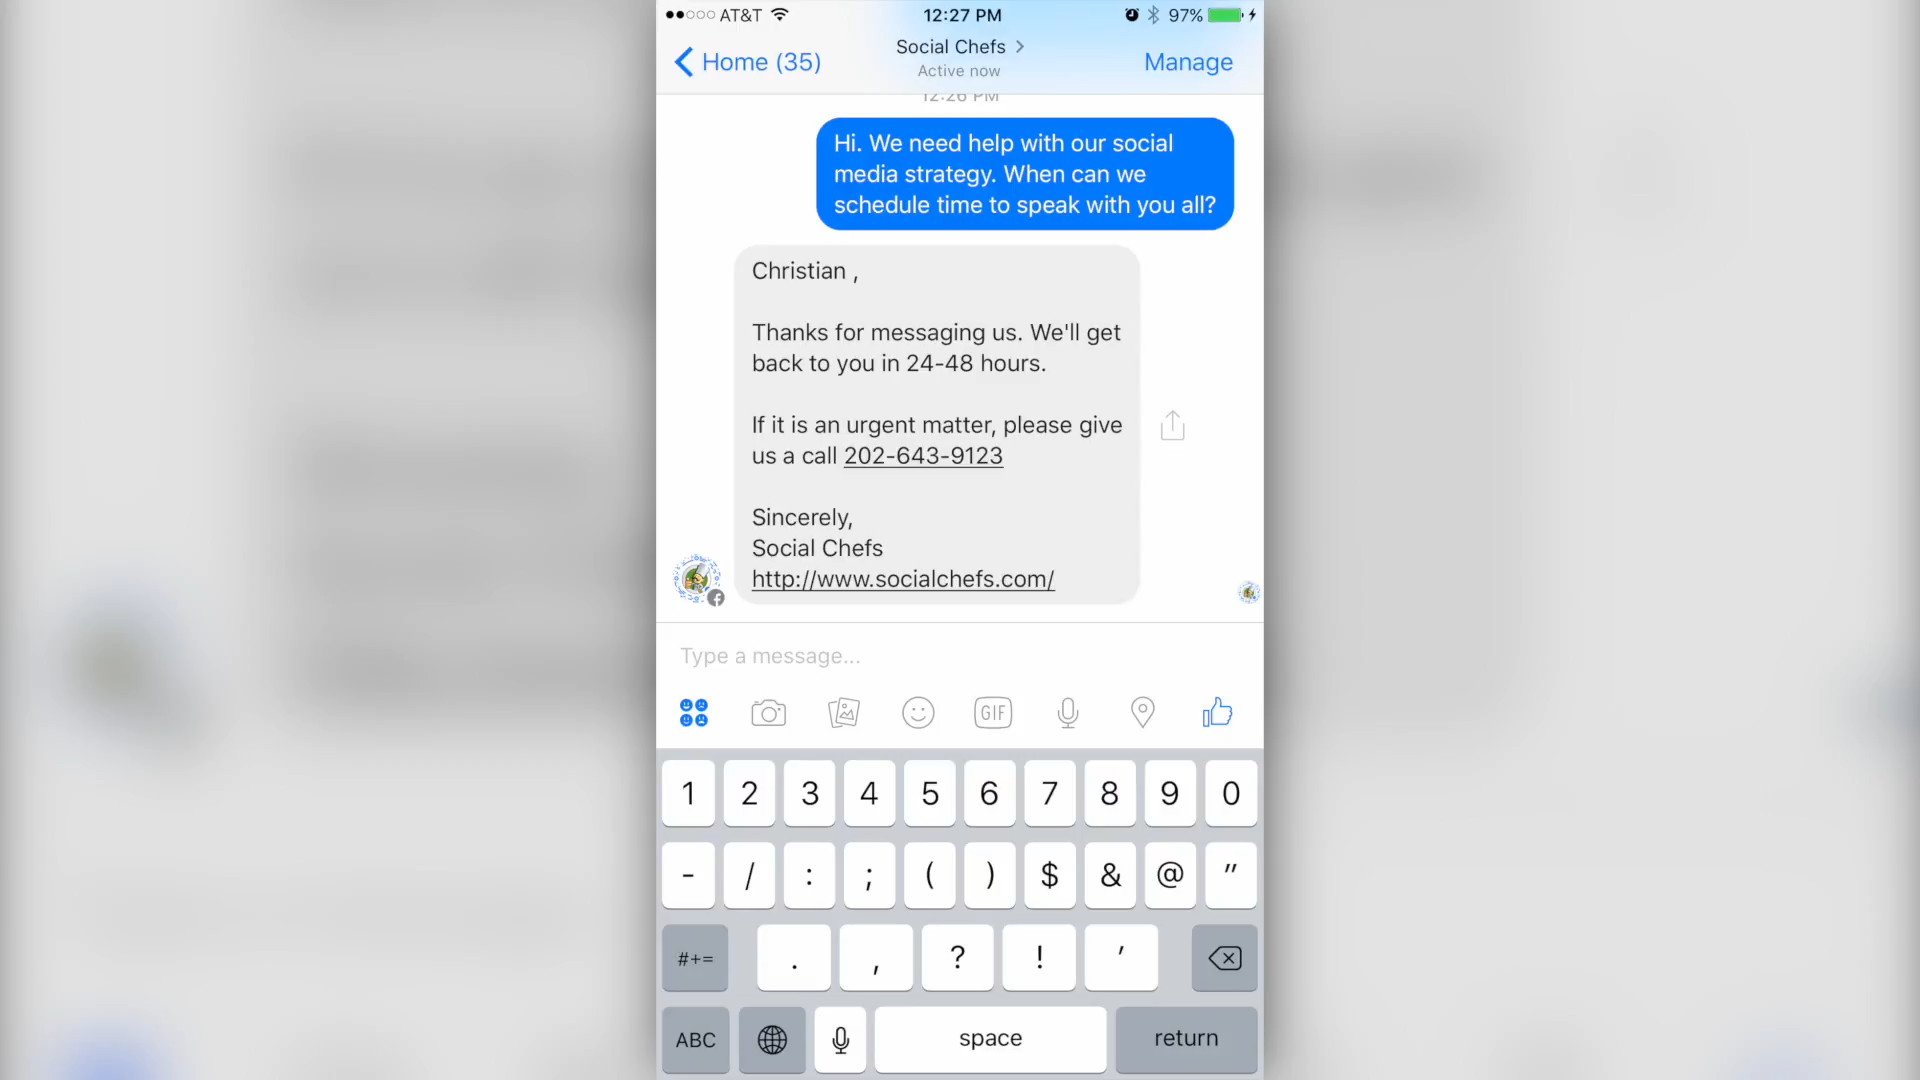 AT&T 12:27 PM 97%
Home (35) Social Chefs Manage
Active now
12:26 PM
Hi. We need help with our social
media strategy. When can we
schedule time to speak with you all?
Christian ,
Thanks for messaging us. We'll get
back to you in 24-48 hours.
If it is an urgent matter, please give
us a call 202-643-9123
Sincerely,
Social Chefs
http://www.socialchefs.com/
Type a message...
GIF
1 2 3 4 5 6 7 8 9 0
- / : ; ( ) $ & @ "
#+= . , ? ! '
ABC space return